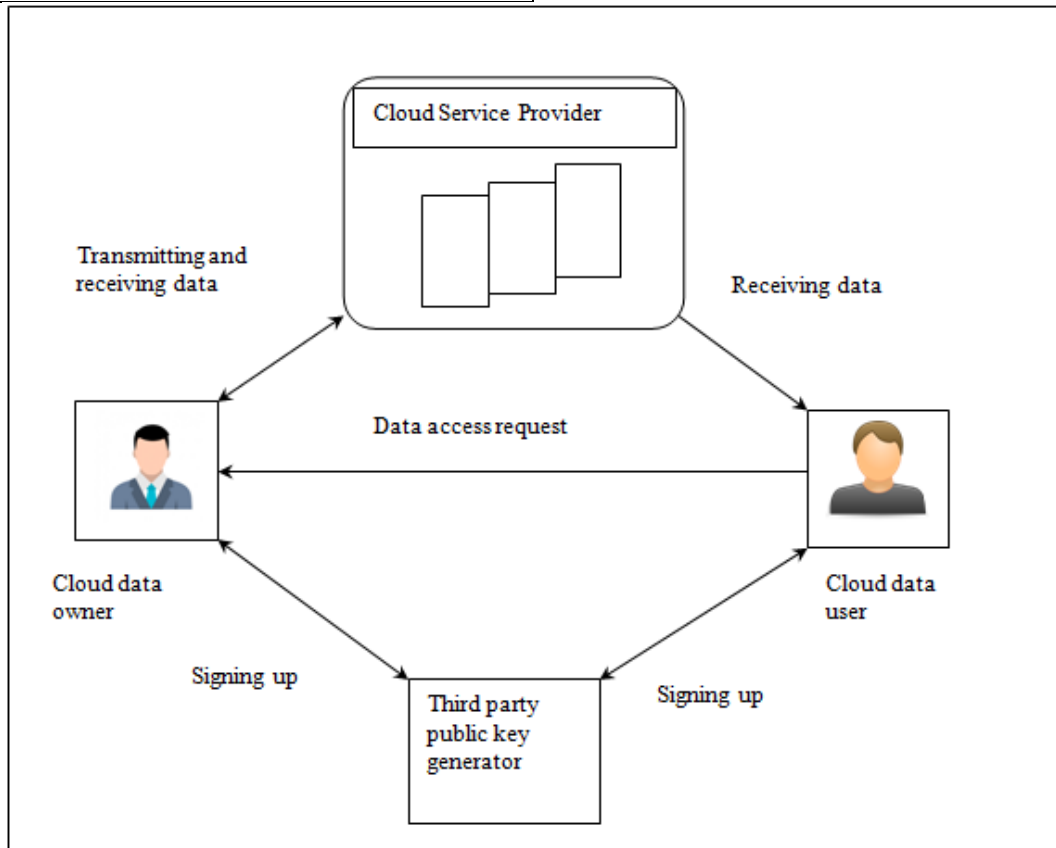 Cloud Service Provider
Transmitting and
receiving data
Receiving data
Data access request
Cloud data
owner
Cloud data
user
Signing up
Signing up
Third party
public key
generator